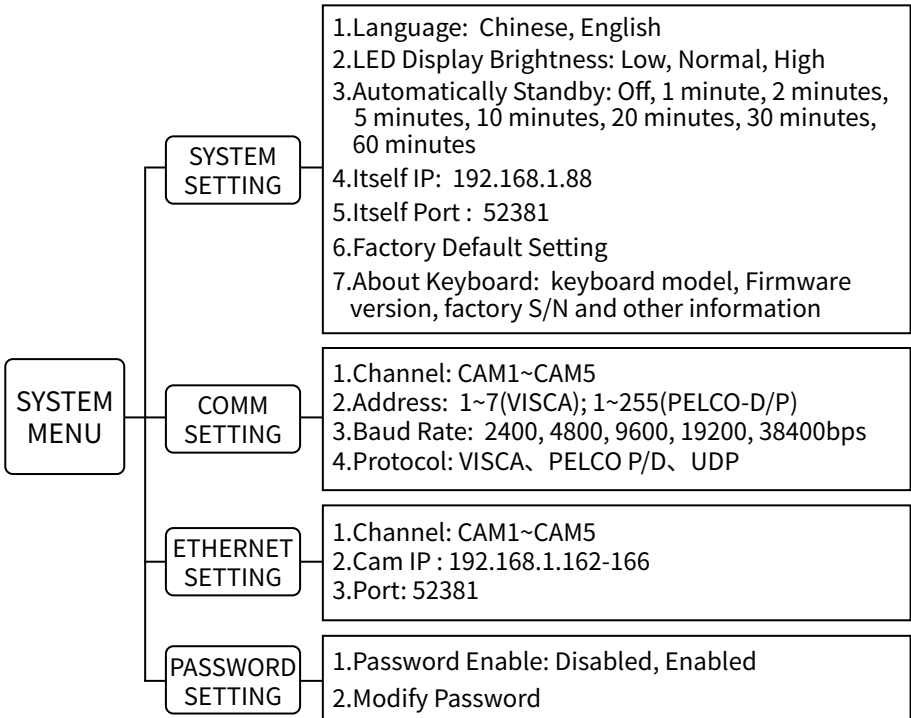 1.Language: Chinese, English
2.LED Display Brightness: Low, Normal, High
3.Automatically Standby: Off, 1 minute, 2 minutes,
5 minutes, 10 minutes, 20 minutes, 30 minutes,
60 minutes
SYSTEM
SETTING
4.Itself IP: 192.168.1.88
5.Itself Port : 52381
6.Factory Default Setting
7.About Keyboard: keyboard model, Firmware
version, factory S/N and other information
SYSTEM
MENU
COMM
SETTING
1.Channel: CAM1~CAM5
2.Address: 1~7(VISCA); 1~255(PELCO-D/P)
3.Baud Rate: 2400, 4800, 9600, 19200, 38400bps
4.Protocol: VISCA、PELCO P/D、UDP
ETHERNET
SETTING
1.Channel: CAM1~CAM5
2.Cam IP : 192.168.1.162-166
3.Port: 52381
PASSWORD
SETTING
1.Password Enable: Disabled, Enabled
2.Modify Password